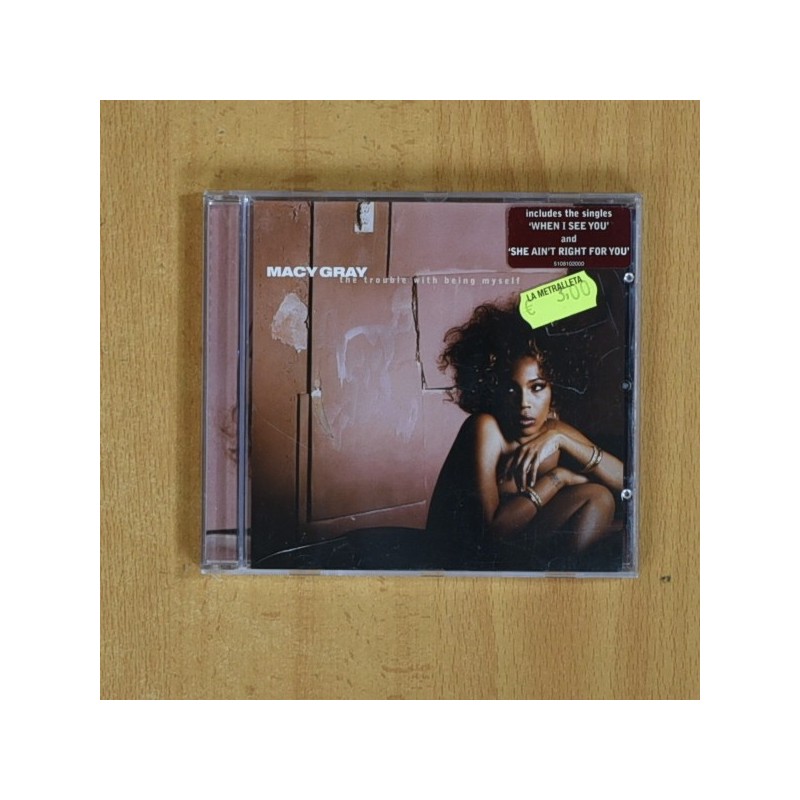 includes the singles
'WHEN I SEE YOU'
and
'SHE AIN'T RIGHT FOR YOU'
5108102000
MACY GRAY
the trouble with being myself
LA METRALLETA
€ 3,00